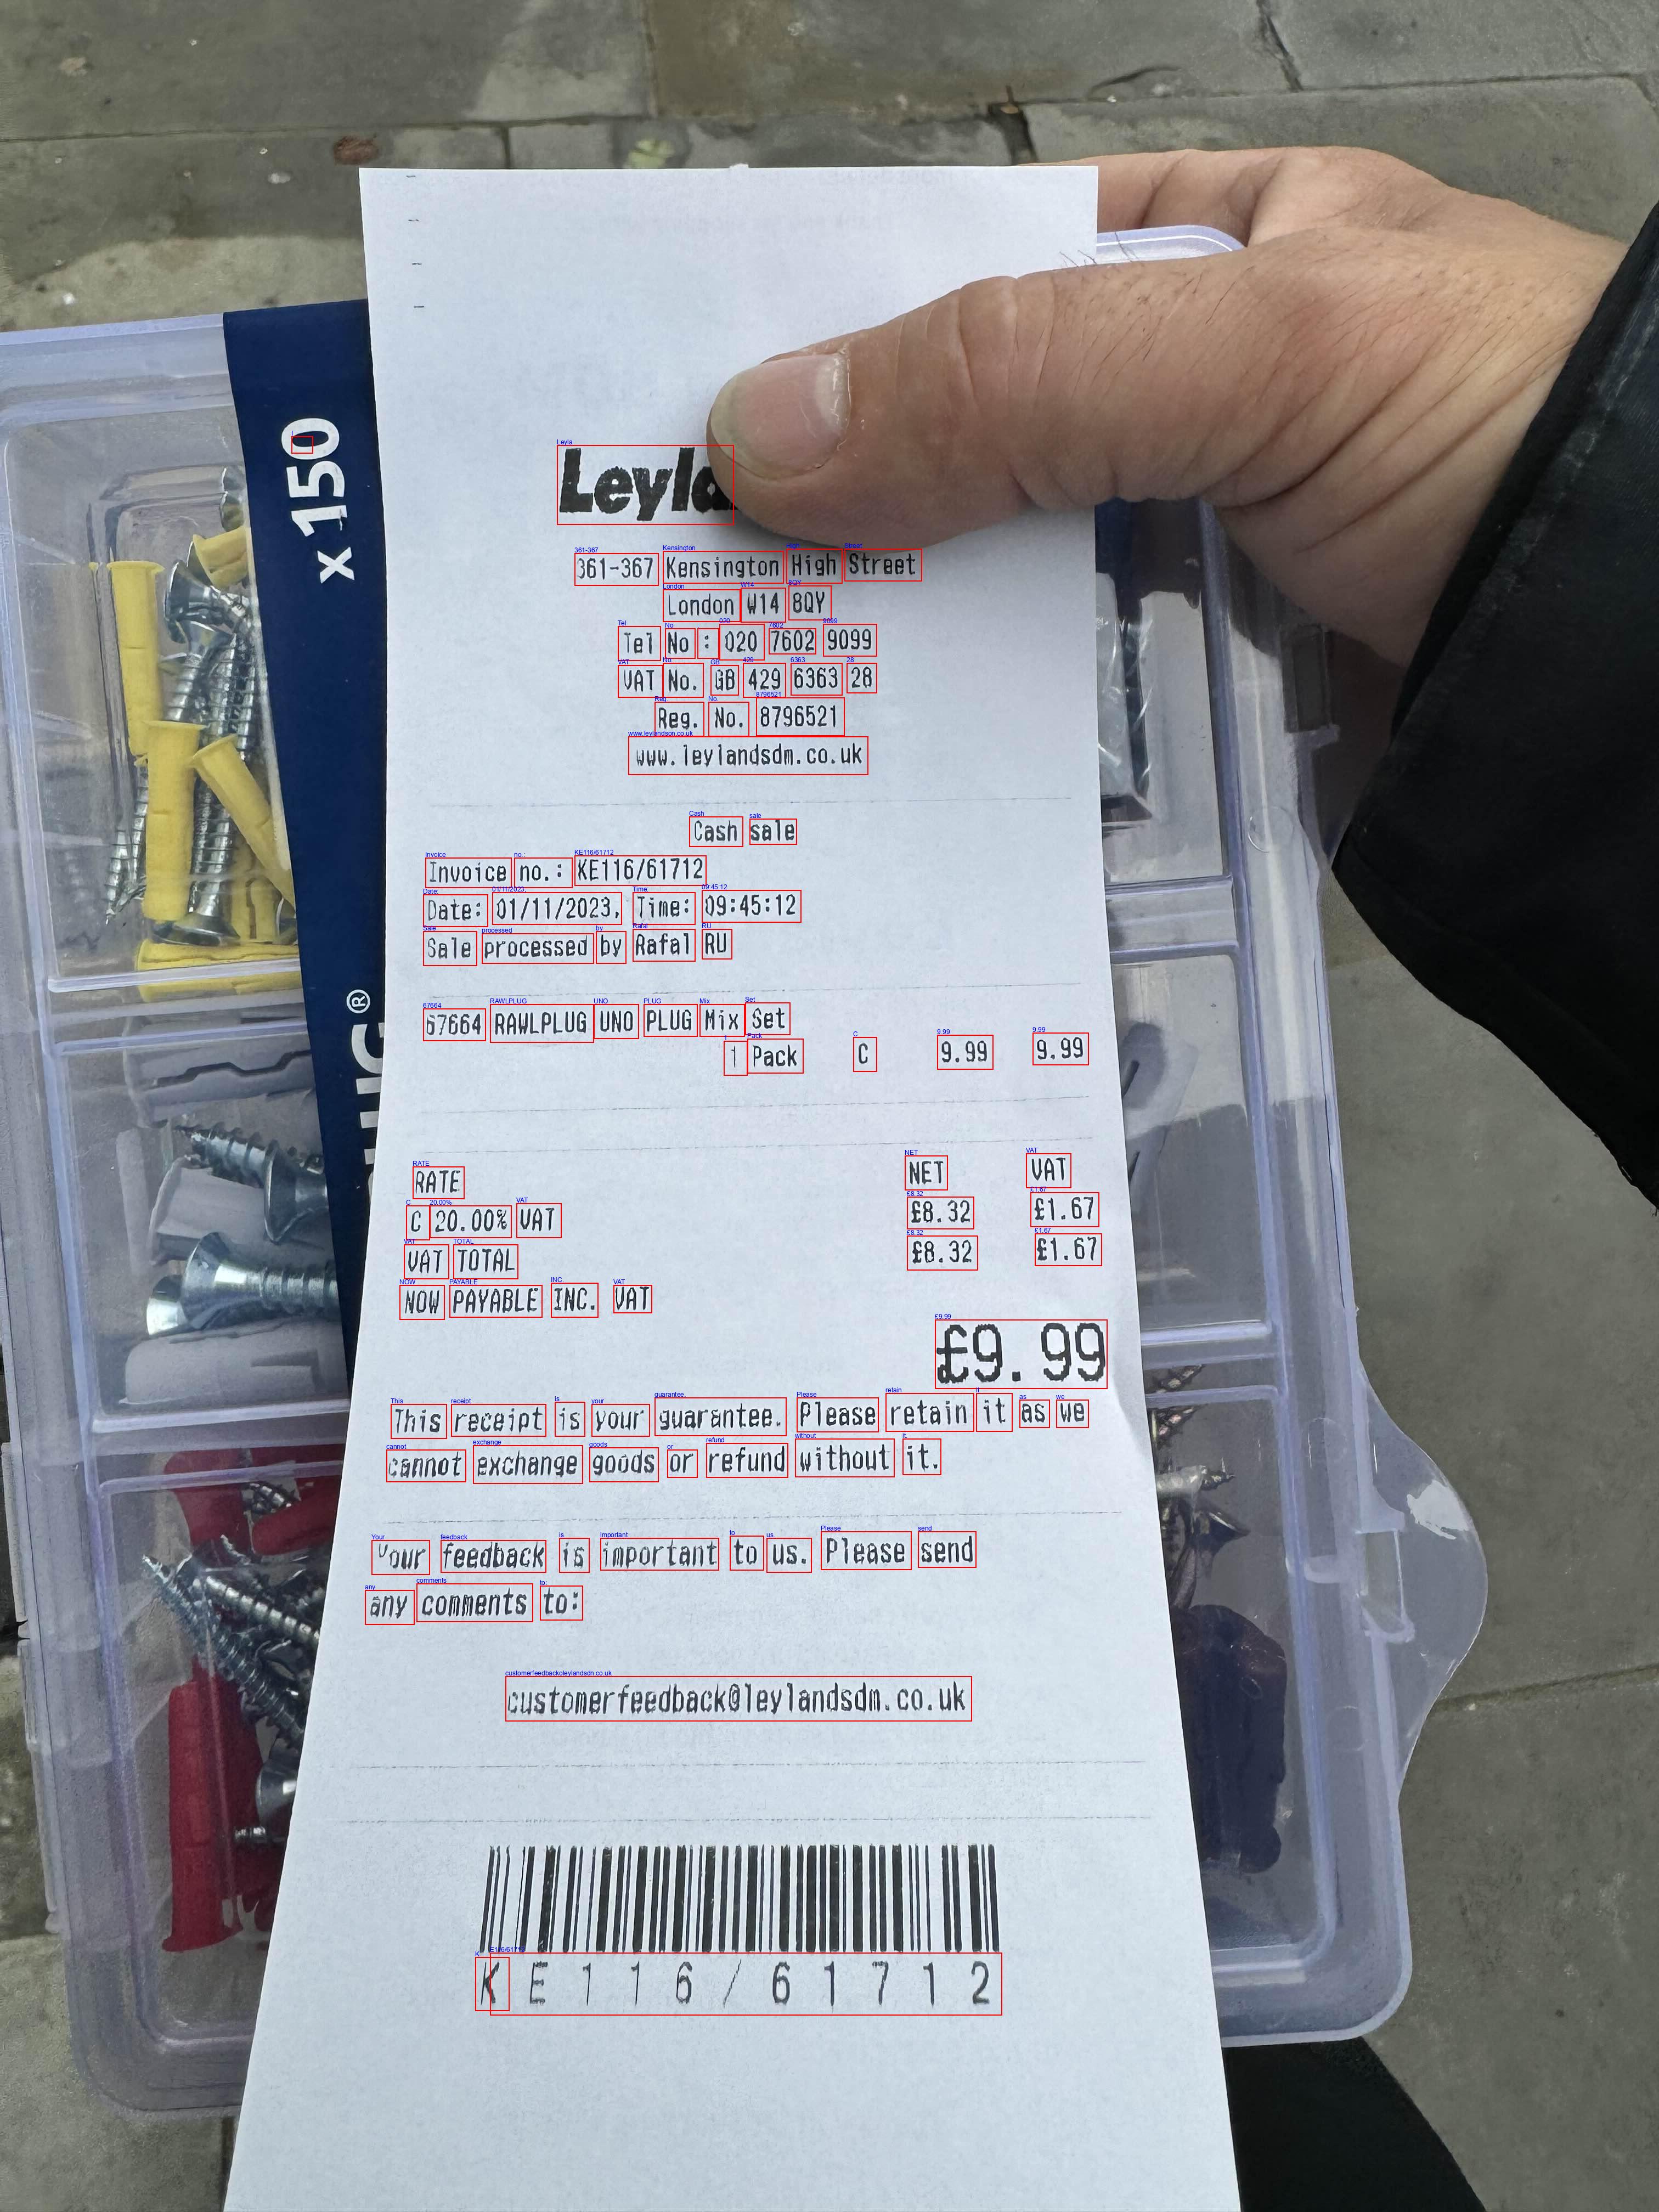 x 150
Leyla
361-367 Kensington High Street
London W14 8QY
Tel No : 020 7602 9099
VAT No. GB 429 6363 28
Reg. No. 8796521
www.leylandsdm.co.uk
Cash sale
Invoice no.: KE116/61712
Date: 01/11/2023, Time: 09:45:12
Sale processed by Rafal RU
67664 RAWLPLUG UNO PLUG Mix Set
1 Pack C 9.99 9.99
RATE NET VAT
C 20.00% VAT £8.32 £1.67
VAT TOTAL £8.32 £1.67
NOW PAYABLE INC. VAT
£9.99
This receipt is your guarantee. Please retain it as we
cannot exchange goods or refund without it.
Your feedback is important to us. Please send
any comments to:
customerfeedback@leylandsdm.co.uk
KE116/61712